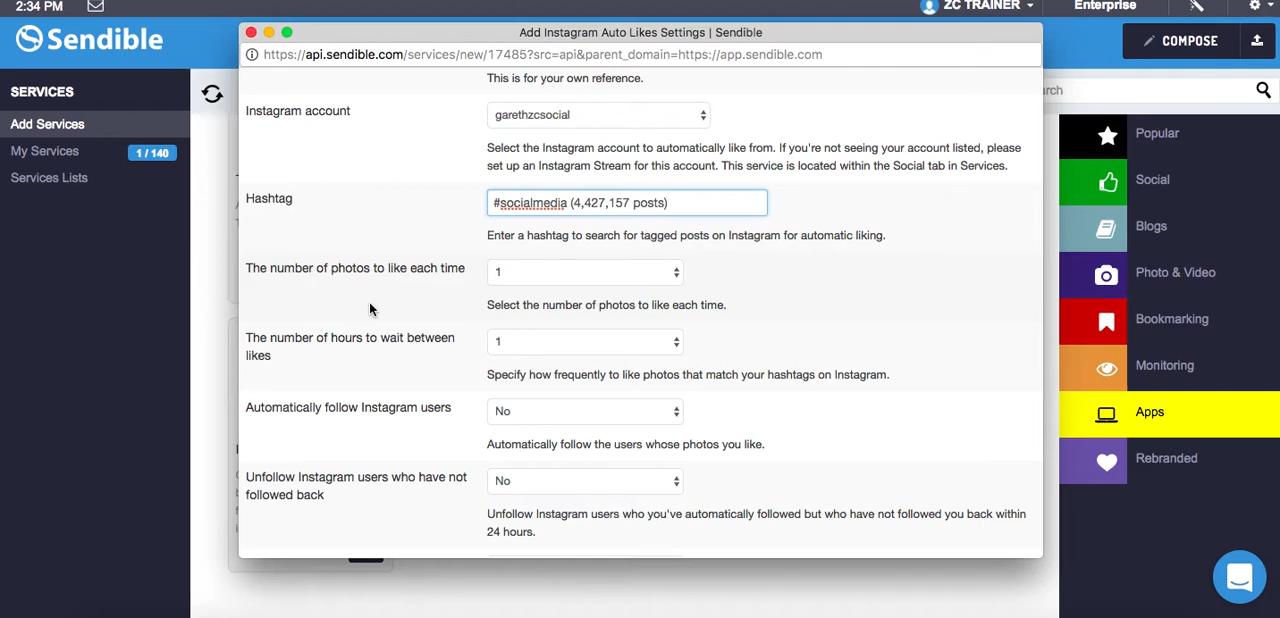 2:34 PM
ZC TRAINER
Enterprise
Sendible
COMPOSE
Add Instagram Auto Likes Settings | Sendible
https://api.sendible.com/services/new/17485?src=api&parent_domain=https://app.sendible.com
SERVICES
Add Services
My Services
1 / 140
Services Lists
This is for your own reference.
Instagram account
garethzcsocial
Select the Instagram account to automatically like from. If you're not seeing your account listed, please
set up an Instagram Stream for this account. This service is located within the Social tab in Services.
Hashtag
#socialmedia (4,427,157 posts)
Enter a hashtag to search for tagged posts on Instagram for automatic liking.
The number of photos to like each time
1
Select the number of photos to like each time.
The number of hours to wait between
likes
1
Specify how frequently to like photos that match your hashtags on Instagram.
Automatically follow Instagram users
No
Automatically follow the users whose photos you like.
Unfollow Instagram users who have not
followed back
No
Unfollow Instagram users who you've automatically followed but who have not followed you back within
24 hours.
rch
Popular
Social
Blogs
Photo & Video
Bookmarking
Monitoring
Apps
Rebranded